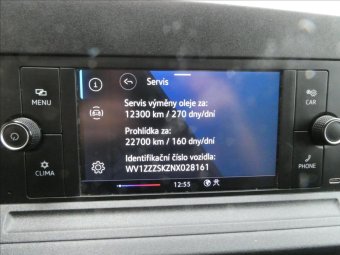 Servis
MENU
CAR
Servis výměny oleje za:
12300 km / 270 dny/dní
Prohlídka za:
22700 km / 160 dny/dní
CLIMA
PHONE
Identifikační číslo vozidla:
WV1ZZZSKZNX028161
12:55